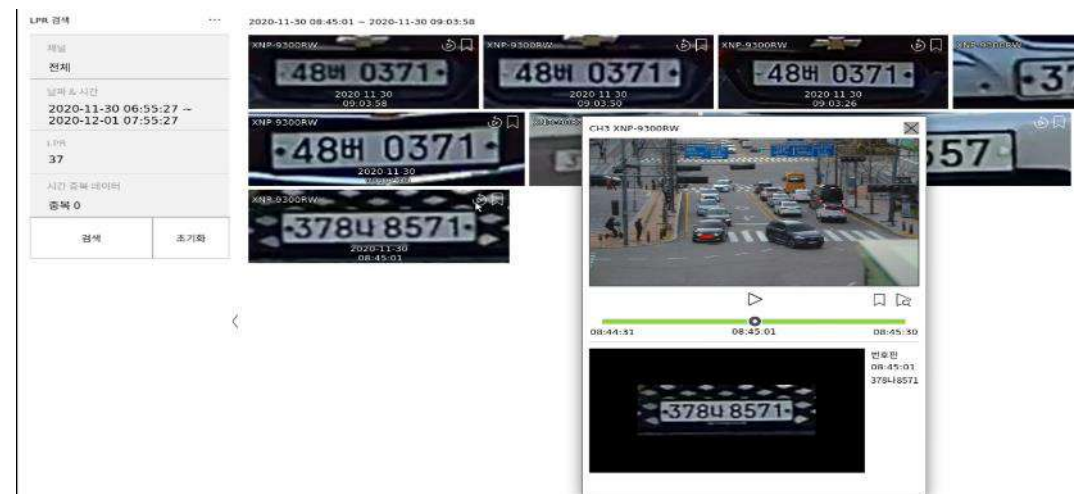 LPR 검색
...
2020-11-30 08:45:01 ~ 2020-11-30 09:03:58
채널
전체
날짜 & 시간
2020-11-30 06:55:27 ~
2020-12-01 07:55:27
LPR
37
시간 중복 데이터
중복 0
검색
초기화
XNP-9300RW
48버 0371
2020-11-30
09:03:58
XNP-9300RW
48버 0371
2020-11-30
09:03:50
XNP-9300RW
48버 0371
2020-11-30
09:03:26
XNP-9300RW
37
XNP-9300RW
48버 0371
2020-11-30
557
XNP-9300RW
378나 8571
2020-11-30
08:45:01
CH3 XNP-9300RW
08:44:31
08:45:01
08:45:30
378나 8571
번호판
08:45:01
378나8571